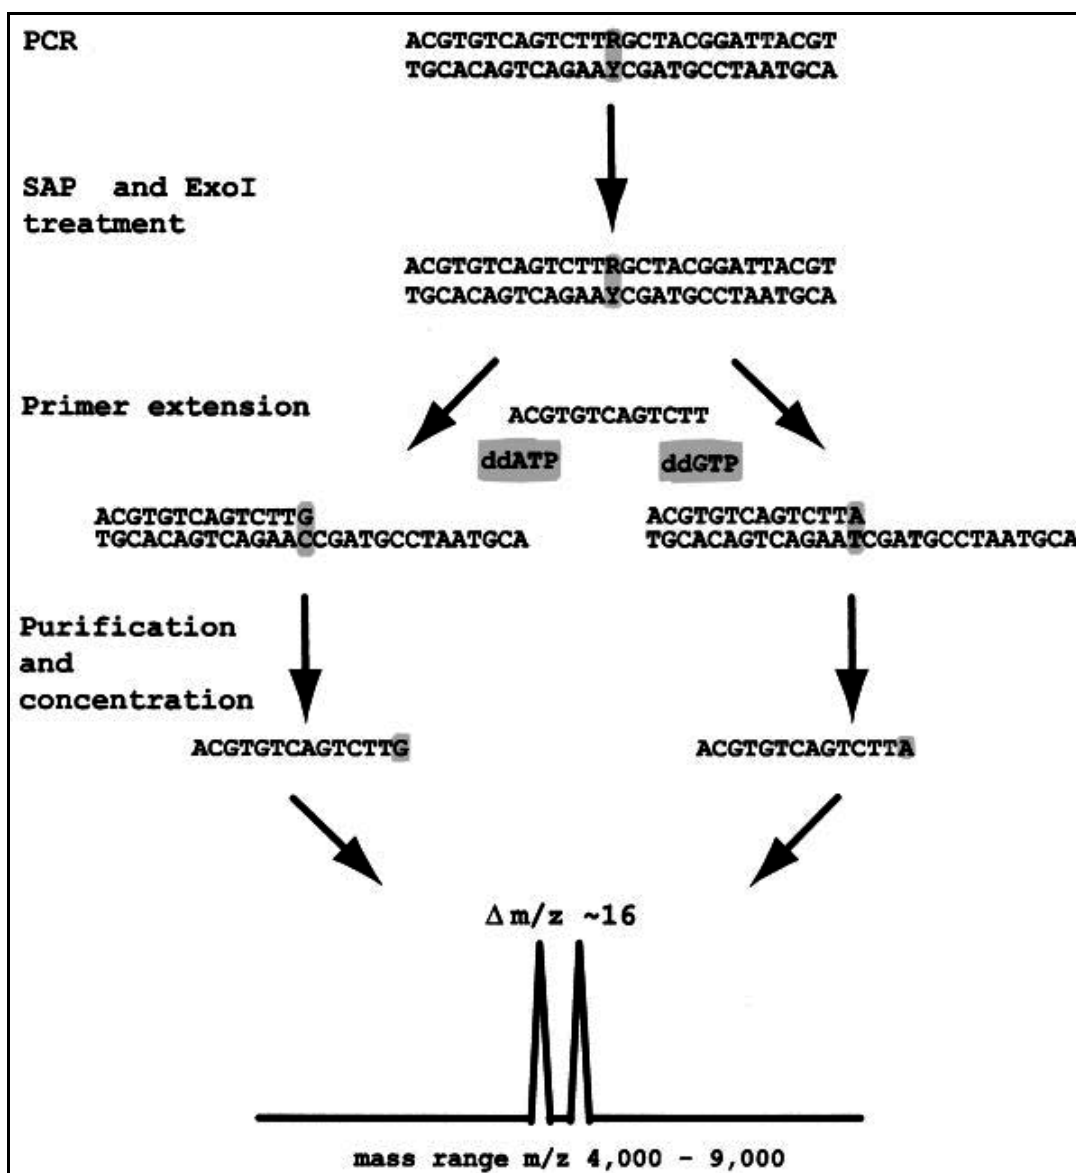 PCR
ACGTGTCAGTCTTRGCTACGGATTACGT
TGCACAGTCAGAAYCGATGCCTAATGCA
SAP and ExoI
treatment
ACGTGTCAGTCTTRGCTACGGATTACGT
TGCACAGTCAGAAYCGATGCCTAATGCA
Primer extension
ACGTGTCAGTCTT
ddATP
ddGTP
ACGTGTCAGTCTTG
TGCACAGTCAGAACCGATGCCTAATGCA
ACGTGTCAGTCTTA
TGCACAGTCAGAATCGATGCCTAATGCA
Purification
and
concentration
ACGTGTCAGTCTTG
ACGTGTCAGTCTTA
Δm/z ~16
mass range m/z 4,000 - 9,000